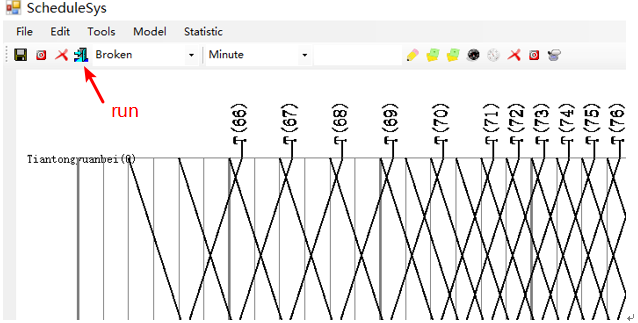 ScheduleSys
File Edit Tools Model Statistic
Broken Minute
run
T(66) T(67) T(68) T(69) T(70) T(71) T(72) T(73) T(74) T(75) T(76)
Tiantongyuanbei(0)